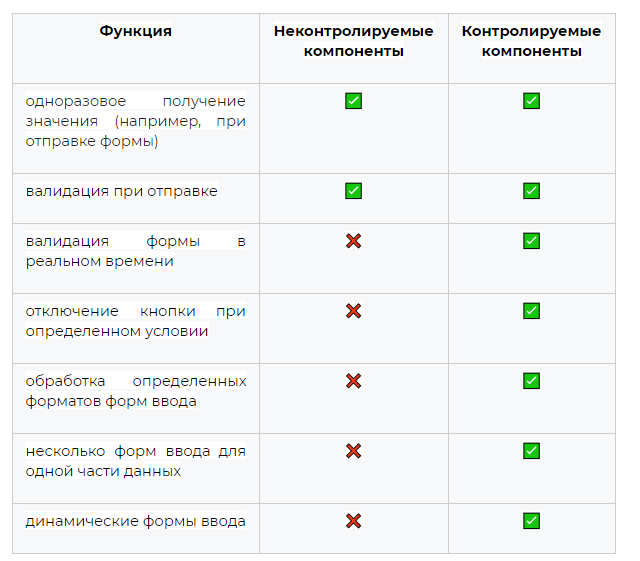 Функция
Неконтролируемые
компоненты
Контролируемые
компоненты
одноразовое получение
значения (например, при
отправке формы)
✅ ✅
валидация при отправке ✅ ✅
валидация формы в
реальном времени
❌ ✅
отключение кнопки при
определенном условии
❌ ✅
обработка определенных
форматов форм ввода
❌ ✅
несколько форм ввода для
одной части данных
❌ ✅
динамические формы ввода ❌ ✅